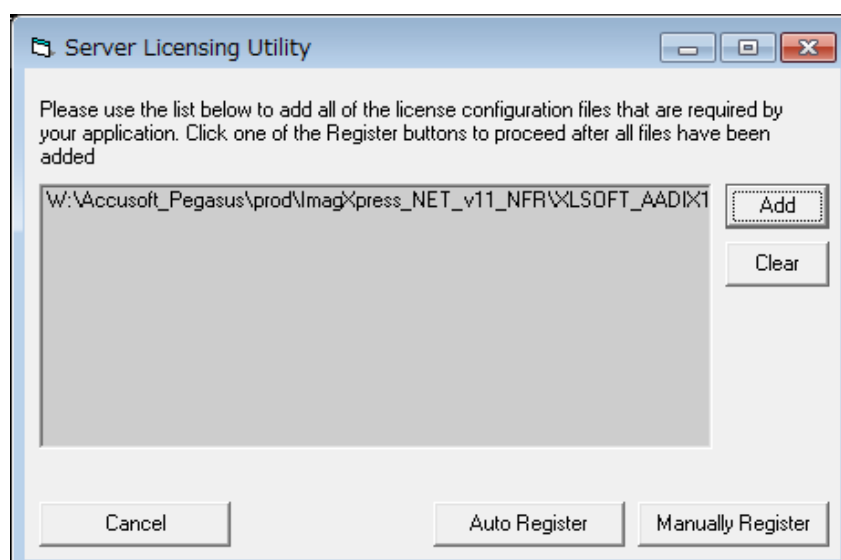 Server Licensing Utility
Please use the list below to add all of the license configuration files that are required by
your application. Click one of the Register buttons to proceed after all files have been
added
W:\Accusoft_Pegasus\prod\ImagXpress_NET_v11_NFR\XLSOFT_AADIX1
Add
Clear
Cancel
Auto Register
Manually Register